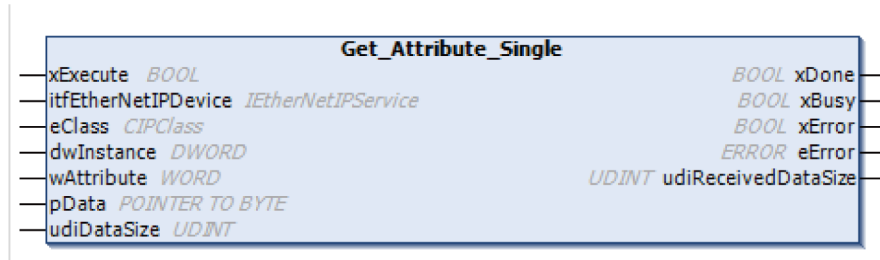 Get_Attribute_Single
xExecute BOOL BOOL xDone
itfEtherNetIPDevice IEtherNetIPService BOOL xBusy
eClass CIPClass BOOL xError
dwInstance DWORD ERROR eError
wAttribute WORD UDINT udiReceivedDataSize
pData POINTER TO BYTE
udiDataSize UDINT